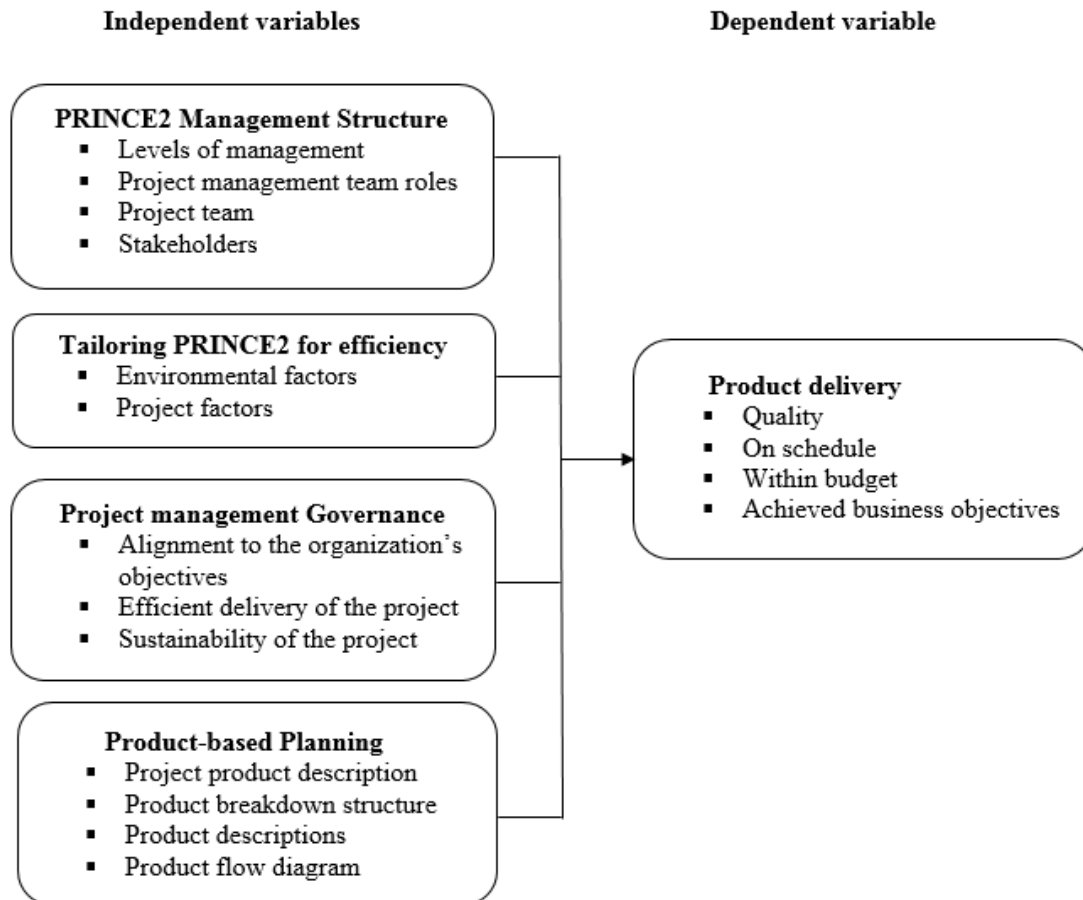 Independent variables
Dependent variable
PRINCE2 Management Structure
▪ Levels of management
▪ Project management team roles
▪ Project team
▪ Stakeholders
Tailoring PRINCE2 for efficiency
▪ Environmental factors
▪ Project factors
Project management Governance
▪ Alignment to the organization’s
objectives
▪ Efficient delivery of the project
▪ Sustainability of the project
Product-based Planning
▪ Project product description
▪ Product breakdown structure
▪ Product descriptions
▪ Product flow diagram
Product delivery
▪ Quality
▪ On schedule
▪ Within budget
▪ Achieved business objectives